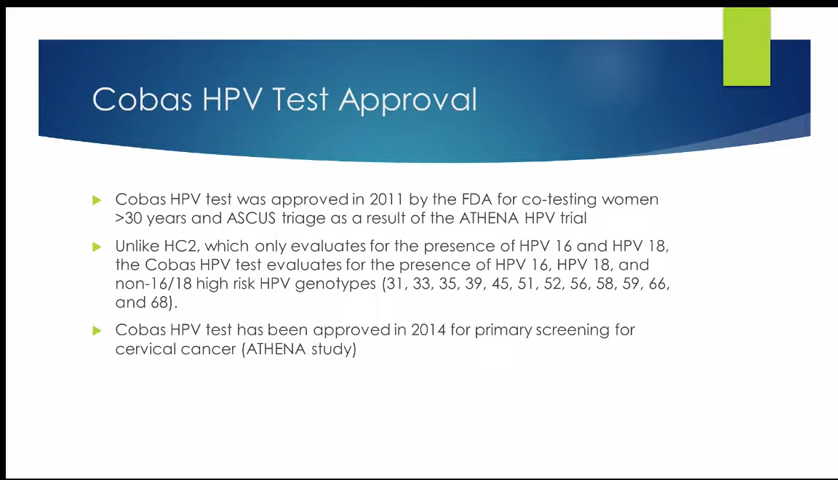 Cobas HPV Test Approval
Cobas HPV test was approved in 2011 by the FDA for co-testing women
>30 years and ASCUS triage as a result of the ATHENA HPV trial
Unlike HC2, which only evaluates for the presence of HPV 16 and HPV 18,
the Cobas HPV test evaluates for the presence of HPV 16, HPV 18, and
non-16/18 high risk HPV genotypes (31, 33, 35, 39, 45, 51, 52, 56, 58, 59, 66,
and 68).
Cobas HPV test has been approved in 2014 for primary screening for
cervical cancer (ATHENA study)